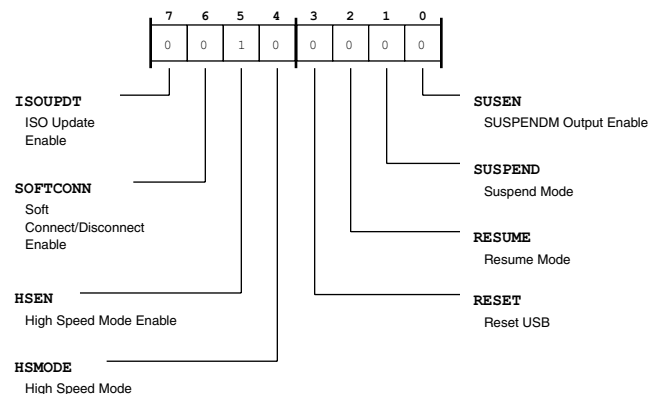 7 6 5 4 3 2 1 0
0 0 1 0 0 0 0 0
ISOUPDT
ISO Update
Enable
SOFTCONN
Soft
Connect/Disconnect
Enable
HSEN
High Speed Mode Enable
HSMODE
High Speed Mode
SUSEN
SUSPENDM Output Enable
SUSPEND
Suspend Mode
RESUME
Resume Mode
RESET
Reset USB